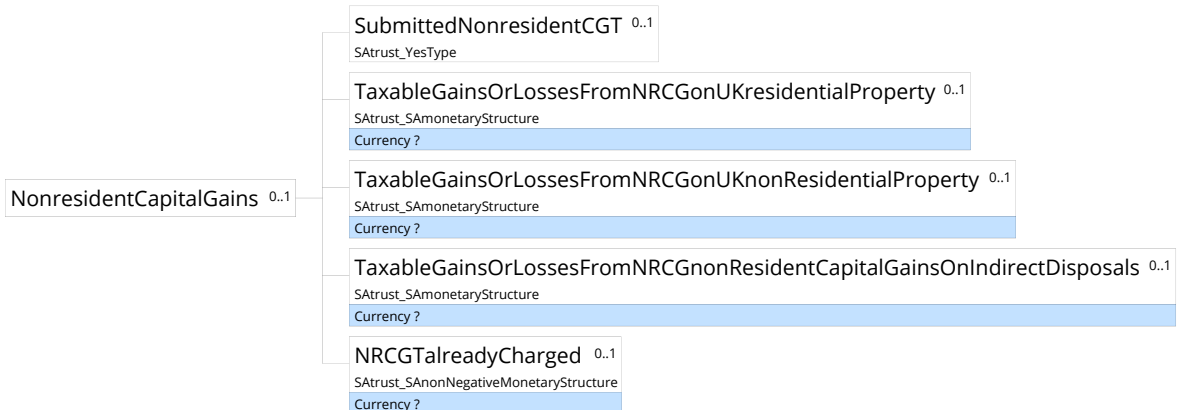 SubmittedNonresidentCGT 0..1
SAtrust_YesType
TaxableGainsOrLossesFromNRCGonUKresidentialProperty 0..1
SAtrust_SAmonetaryStructure
Currency ?
NonresidentCapitalGains 0..1
TaxableGainsOrLossesFromNRCGonUKnonResidentialProperty 0..1
SAtrust_SAmonetaryStructure
Currency ?
TaxableGainsOrLossesFromNRCGnonResidentCapitalGainsOnIndirectDisposals 0..1
SAtrust_SAmonetaryStructure
Currency ?
NRCGTalreadyCharged 0..1
SAtrust_SAnonNegativeMonetaryStructure
Currency ?